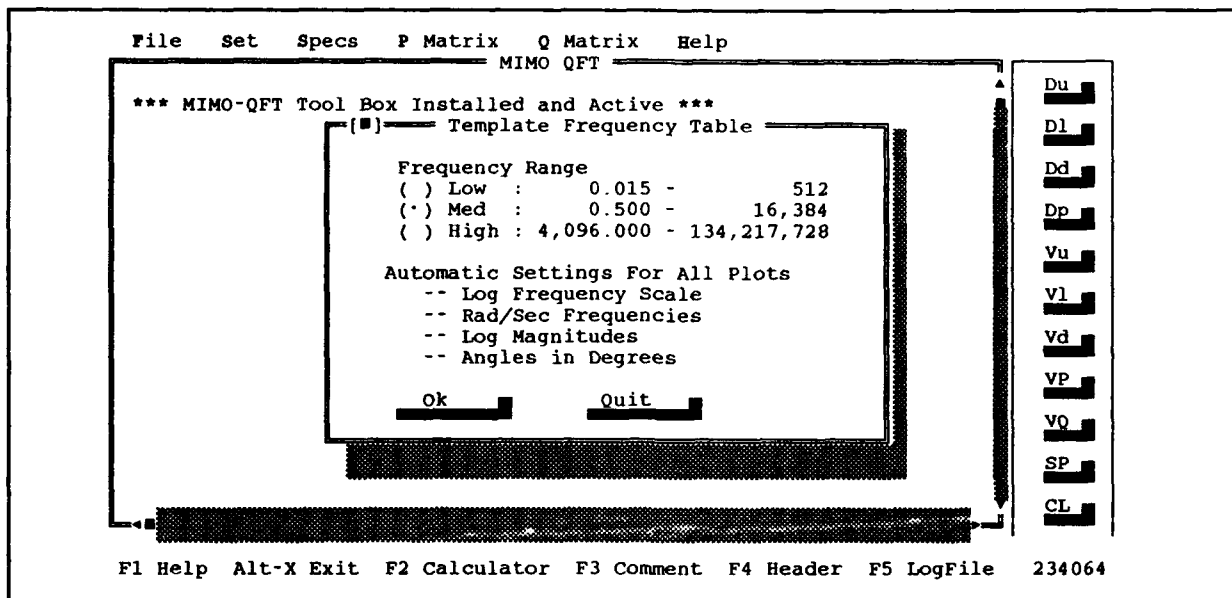 File Set Specs P Matrix Q Matrix Help
MIMO QFT
*** MIMO-QFT Tool Box Installed and Active ***
[■] Template Frequency Table
Frequency Range
( ) Low : 0.015 - 512
(·) Med : 0.500 - 16,384
( ) High : 4,096.000 - 134,217,728
Automatic Settings For All Plots
-- Log Frequency Scale
-- Rad/Sec Frequencies
-- Log Magnitudes
-- Angles in Degrees
Ok Quit
Du
Dl
Dd
Dp
Vu
Vl
Vd
VP
VQ
SP
CL
F1 Help Alt-X Exit F2 Calculator F3 Comment F4 Header F5 LogFile 234064